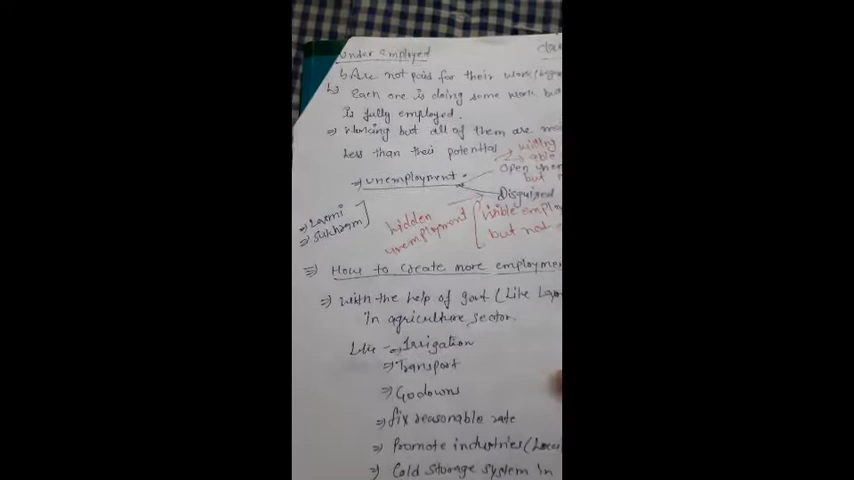 Under Employed
↳ Are not paid for their work
↳ Each one is doing some work but
is fully employed.
⇒ Working but all of them are
less than their potential
→ willing
→ able
→ Unemployment
Open
but
Disguised
⇒ Laxmi
⇒ Sukhram
hidden
unemployment
visible
but not
⇒ How to create more
⇒ With the help of govt (Like
in agriculture sector.
Like → Irrigation
⇒ Transport
⇒ Godowns
⇒ fix reasonable rate
⇒ Promote industries
⇒ Cold storage system in